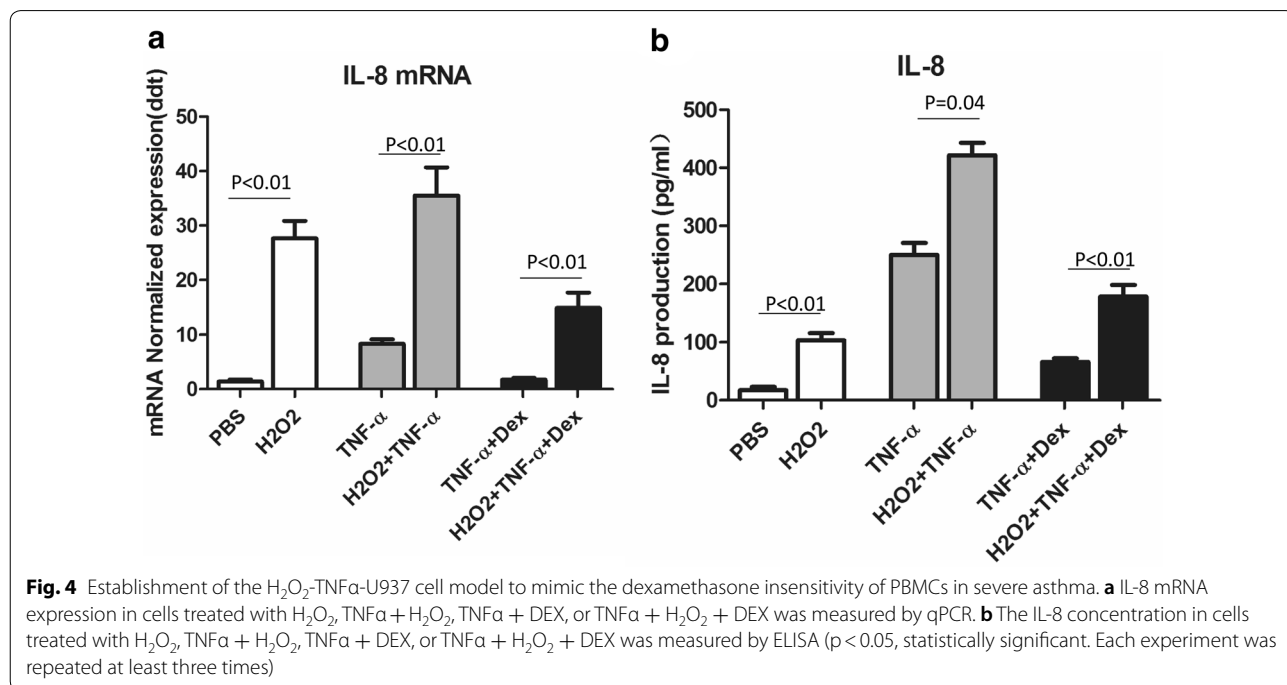 a
IL-8 mRNA
mRNA Normalized expression(ddt)
50
40
30
20
10
0
P<0.01
P<0.01
P<0.01
PBS
H2O2
TNF-α
H2O2+TNF-α
TNF-α+Dex
H2O2+TNF-α+Dex
b
IL-8
IL-8 production (pg/ml)
500
400
300
200
100
0
P<0.01
P=0.04
P<0.01
PBS
H2O2
TNF-α
H2O2+TNF-α
TNF-α+Dex
H2O2+TNF-α+Dex
Fig. 4 Establishment of the H₂O₂-TNFα-U937 cell model to mimic the dexamethasone insensitivity of PBMCs in severe asthma. a IL-8 mRNA
expression in cells treated with H₂O₂, TNFα + H₂O₂, TNFα + DEX, or TNFα + H₂O₂ + DEX was measured by qPCR. b The IL-8 concentration in cells
treated with H₂O₂, TNFα + H₂O₂, TNFα + DEX, or TNFα + H₂O₂ + DEX was measured by ELISA (p < 0.05, statistically significant. Each experiment was
repeated at least three times)